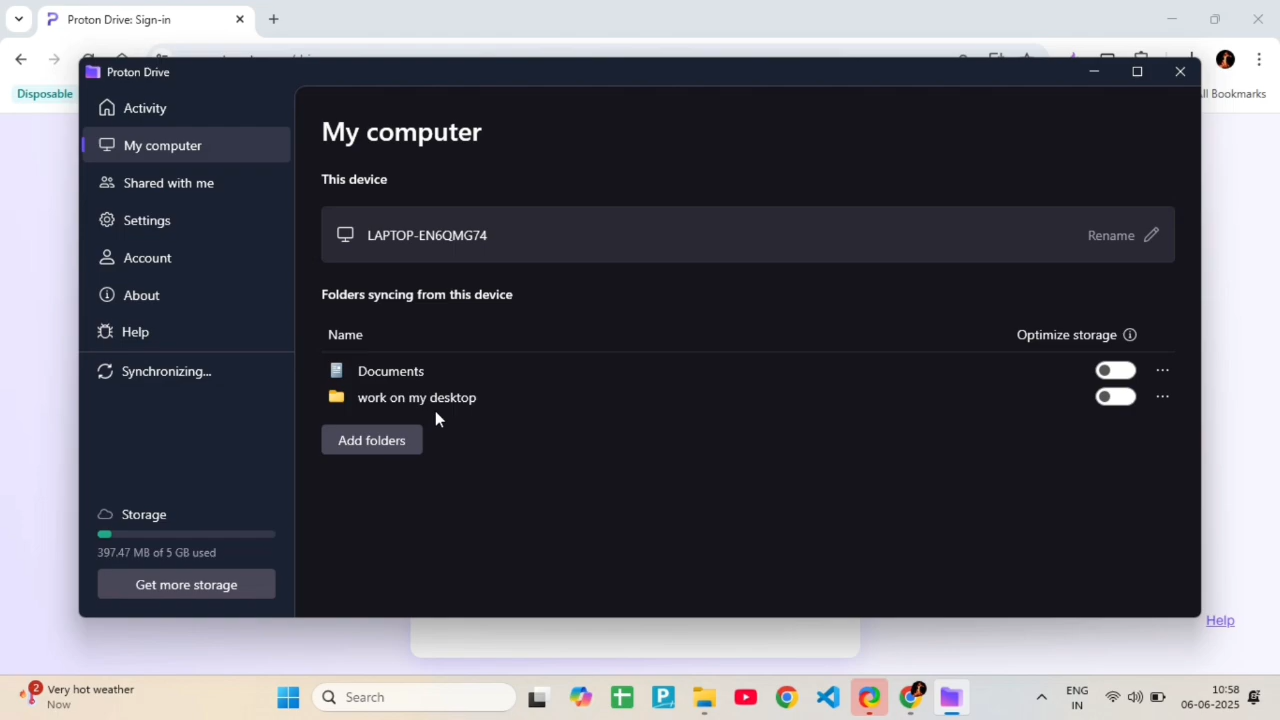 Proton Drive: Sign-in
Disposable
All Bookmarks
Proton Drive
Activity
My computer
Shared with me
Settings
Account
About
Help
Synchronizing...
Storage
397.47 MB of 5 GB used
Get more storage
My computer
This device
LAPTOP-EN6QMG74
Rename
Folders syncing from this device
Name
Optimize storage
Documents
work on my desktop
Add folders
Help
2
Very hot weather
Now
Search
ENG
IN
10:58
06-06-2025